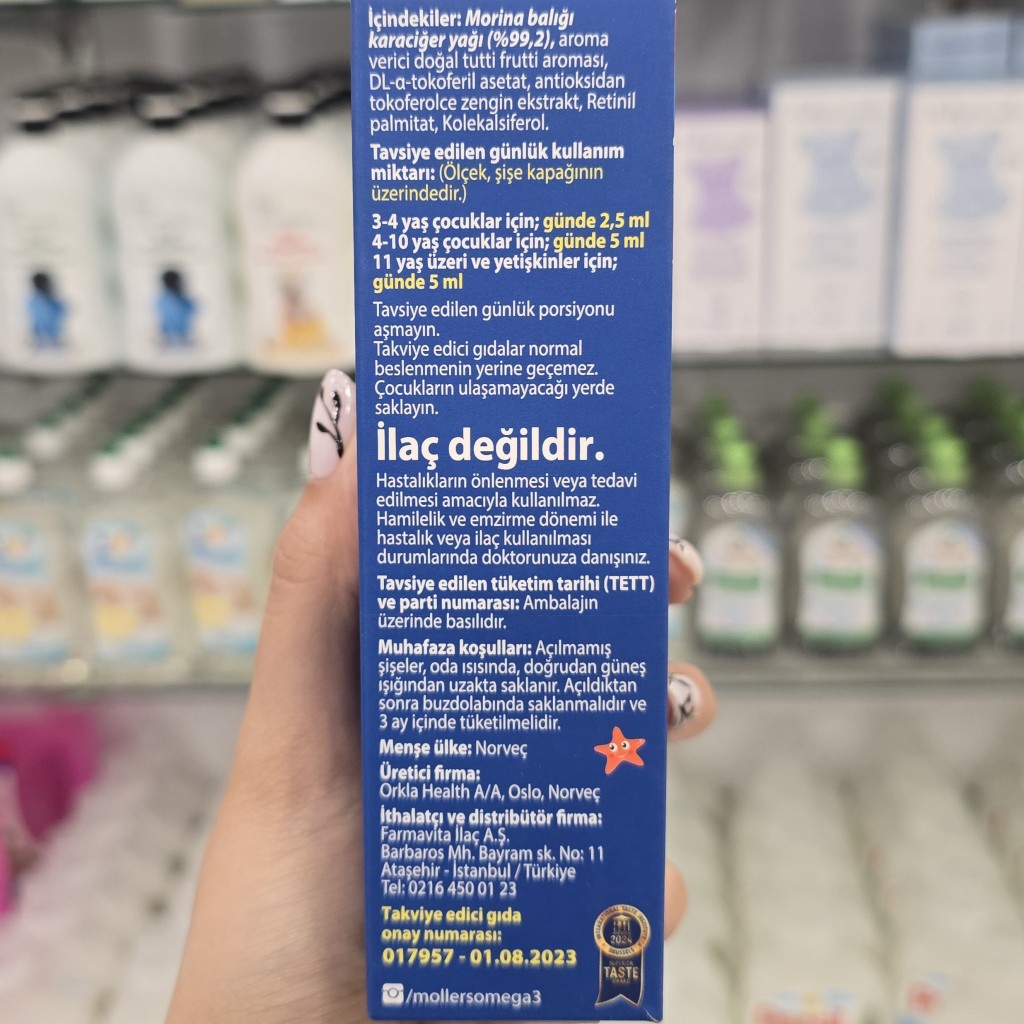 İçindekiler: Morina balığı
karaciğer yağı (%99,2), aroma
verici doğal tutti frutti aroması,
DL-α-tokoferil asetat, antioksidan
tokoferolce zengin ekstrakt, Retinil
palmitat, Kolekalsiferol.
Tavsiye edilen günlük kullanım
miktarı: (Ölçek, şişe kapağının
üzerindedir.)
3-4 yaş çocuklar için; günde 2,5 ml
4-10 yaş çocuklar için; günde 5 ml
11 yaş üzeri ve yetişkinler için;
günde 5 ml
Tavsiye edilen günlük porsiyonu
aşmayın.
Takviye edici gıdalar normal
beslenmenin yerine geçemez.
Çocukların ulaşamayacağı yerde
saklayın.
İlaç değildir.
Hastalıkların önlenmesi veya tedavi
edilmesi amacıyla kullanılmaz.
Hamilelik ve emzirme dönemi ile
hastalık veya ilaç kullanılması
durumlarında doktorunuza danışınız.
Tavsiye edilen tüketim tarihi (TETT)
ve parti numarası: Ambalajın
üzerinde basılıdır.
Muhafaza koşulları: Açılmamış
şişeler, oda ısısında, doğrudan güneş
ışığından uzakta saklanır. Açıldıktan
sonra buzdolabında saklanmalıdır ve
3 ay içinde tüketilmelidir.
Menşe ülke: Norveç
Üretici firma:
Orkla Health A/A, Oslo, Norveç
İthalatçı ve distribütör firma:
Farmavita İlaç A.Ş.
Barbaros Mh. Bayram sk. No: 11
Ataşehir - İstanbul / Türkiye
Tel: 0216 450 01 23
Takviye edici gıda
onay numarası:
017957 - 01.08.2023
2024
BRUSSELS
SUPERIOR
TASTE
AWARD
/mollersomega3